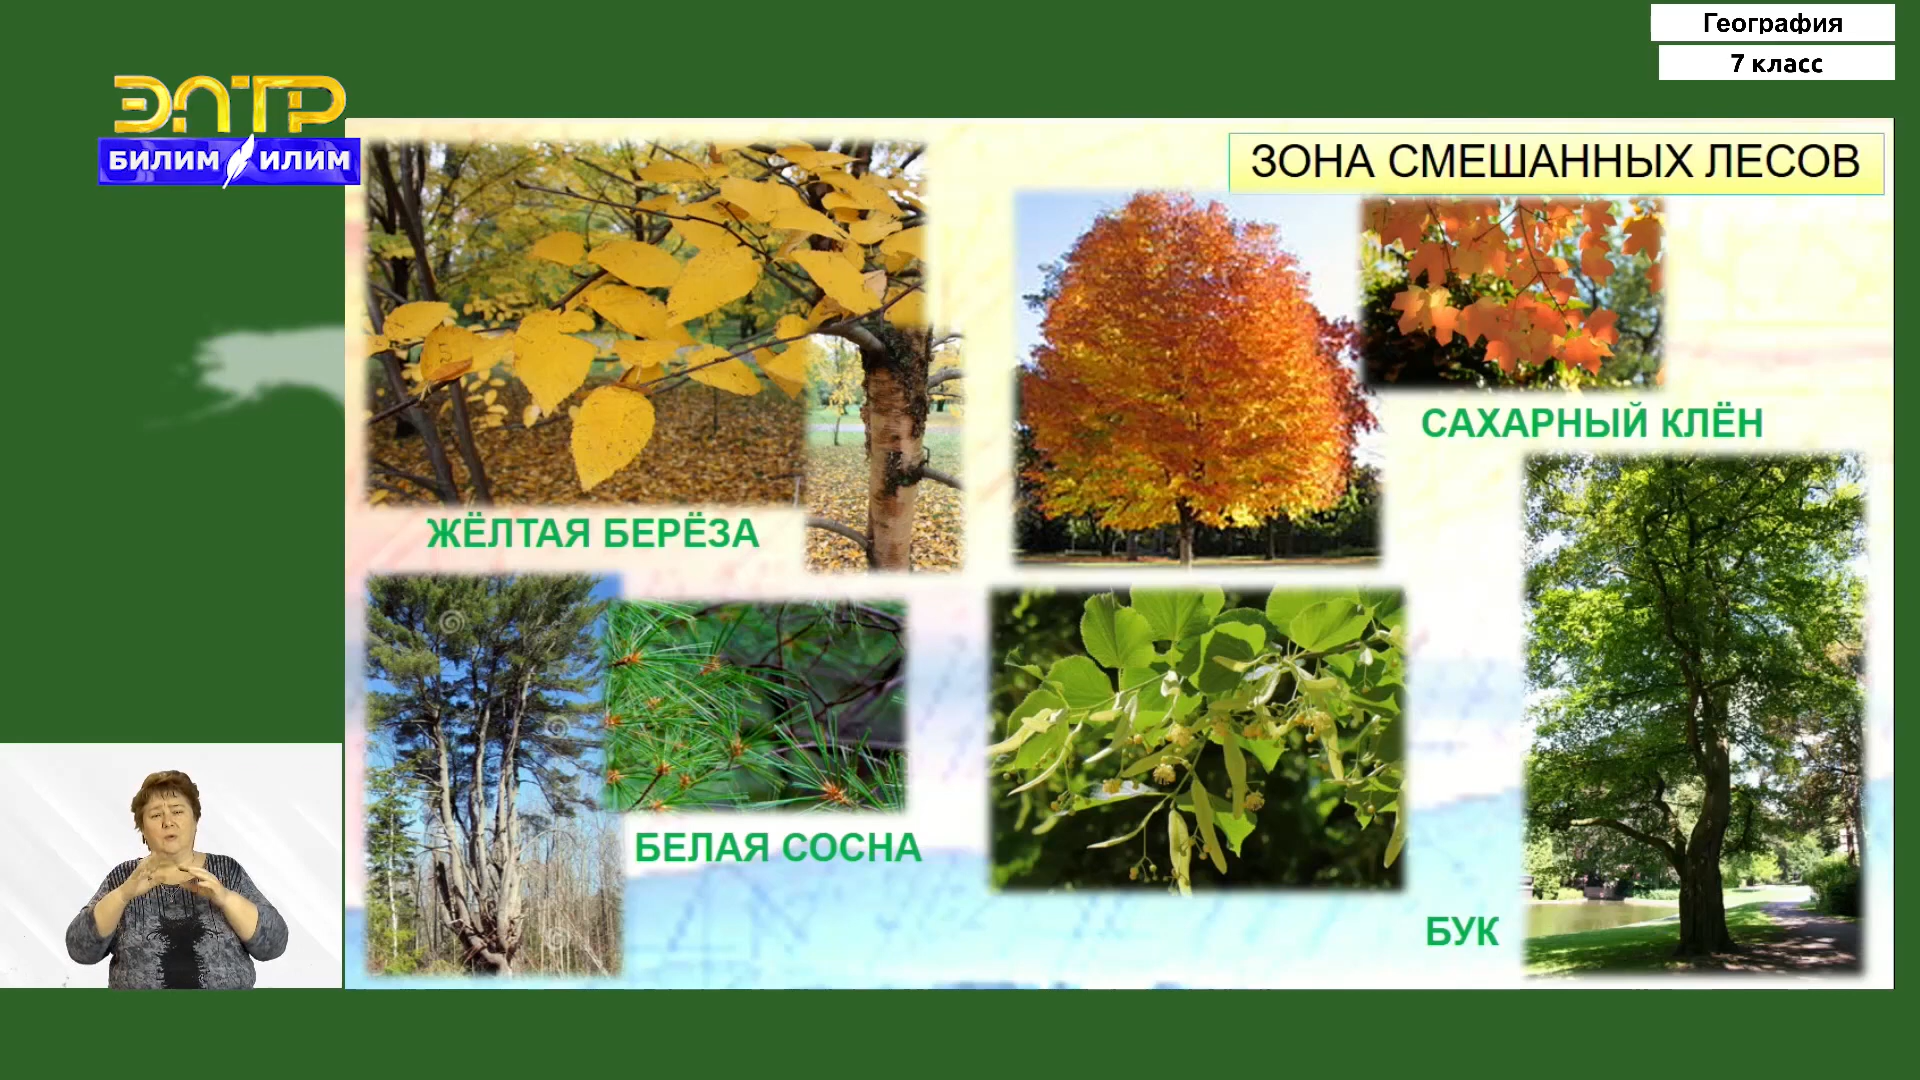 География
7 класс
ЭЛТР
БИЛИМ ИЛИМ
ЗОНА СМЕШАННЫХ ЛЕСОВ
САХАРНЫЙ КЛЁН
ЖЁЛТАЯ БЕРЁЗА
БЕЛАЯ СОСНА
БУК